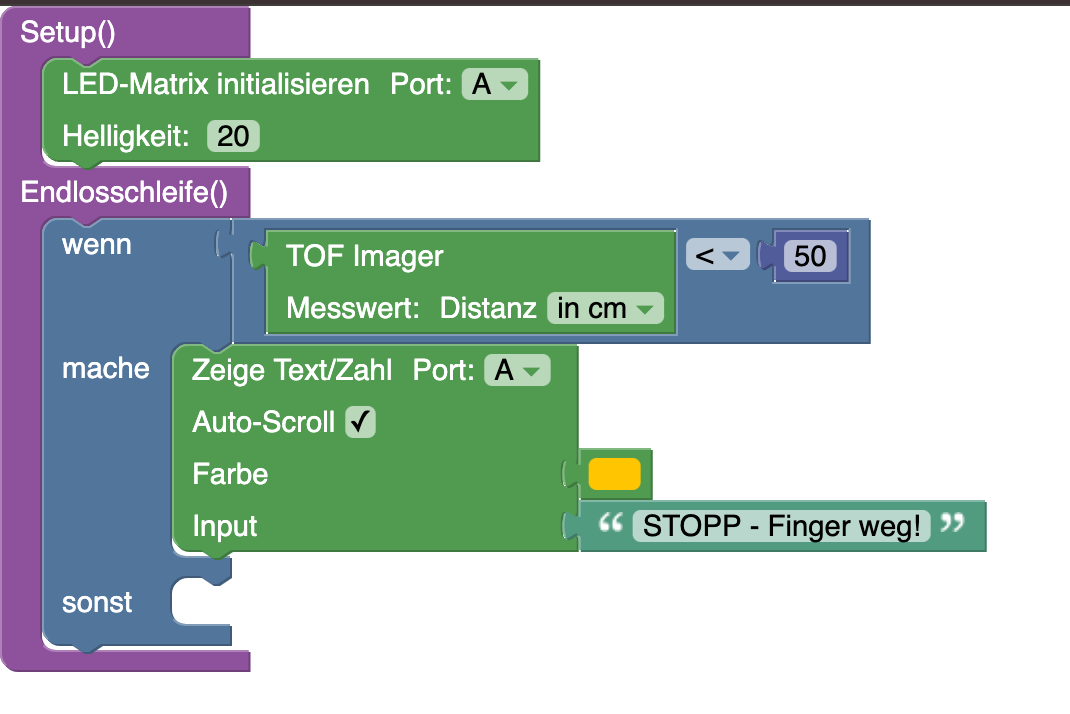 Setup()
LED-Matrix initialisieren Port: A
Helligkeit: 20
Endlosschleife()
wenn
TOF Imager
Messwert: Distanz in cm
< 50
mache
Zeige Text/Zahl Port: A
Auto-Scroll ✓
Farbe
Input “ STOPP - Finger weg! ”
sonst